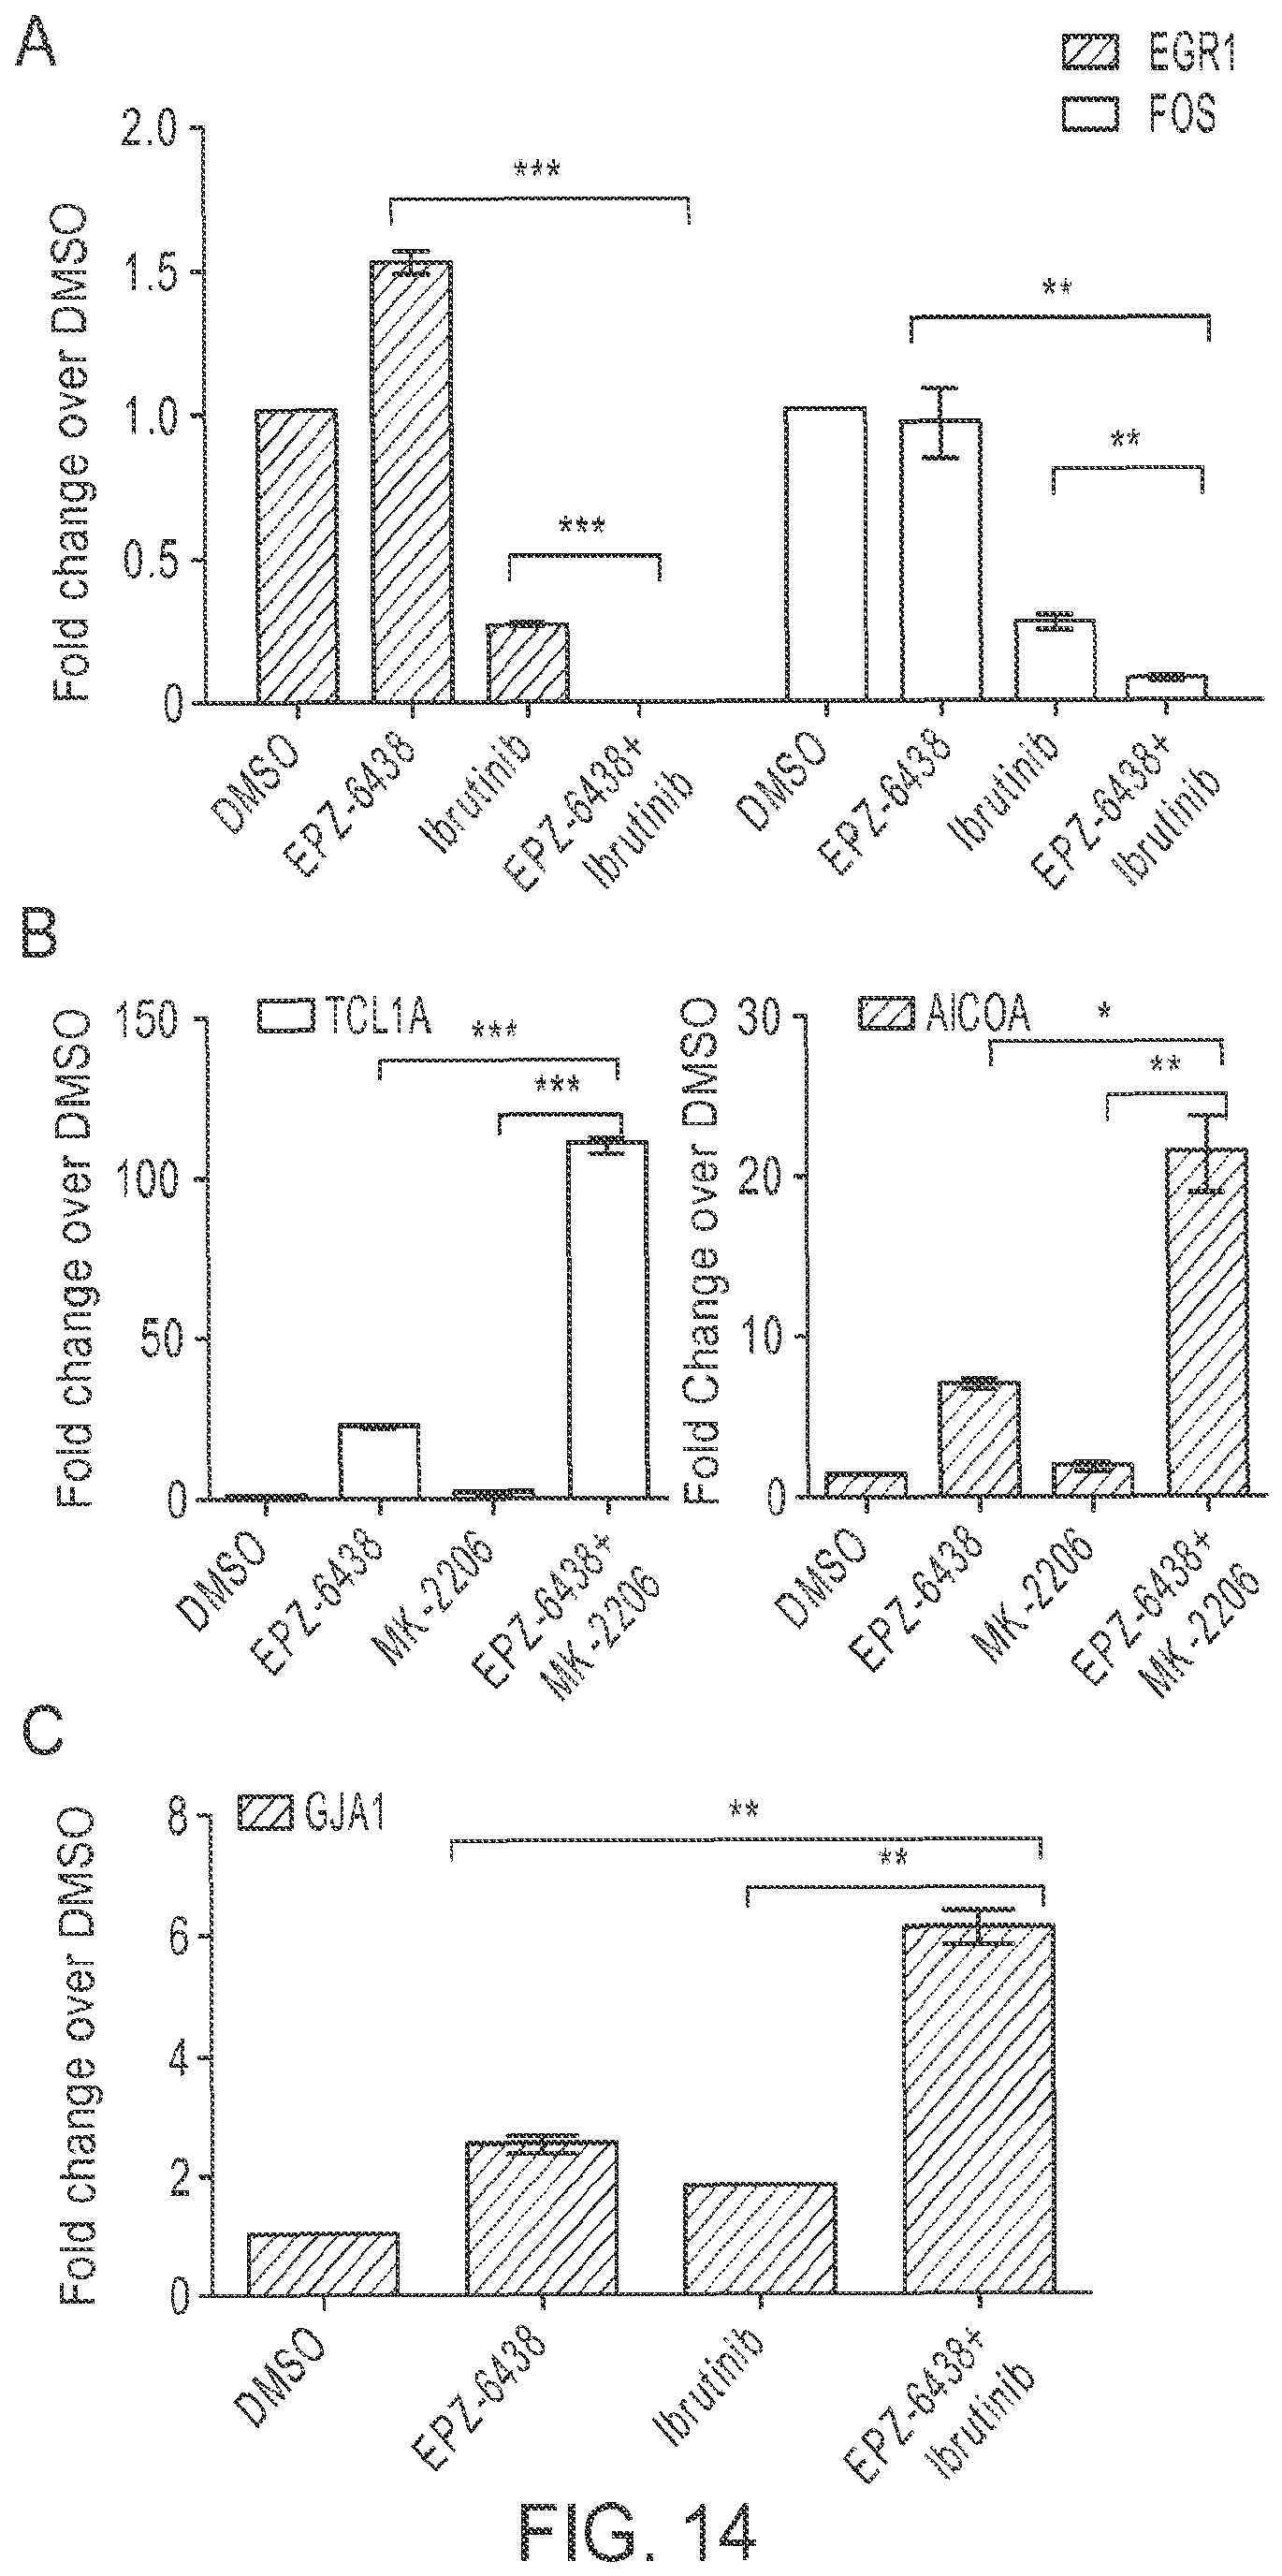 A
EGR1
FOS
Fold change over DMSO
2.0
1.5
1.0
0.5
0
***
***
**
**
DMSO
EPZ-6438
Ibrutinib
EPZ-6438+
Ibrutinib
DMSO
EPZ-6438
Ibrutinib
EPZ-6438+
Ibrutinib
B
Fold change over DMSO
150
100
50
0
TCL1A
***
***
DMSO
EPZ-6438
MK-2206
EPZ-6438+
MK-2206
Fold Change over DMSO
30
20
10
0
AICOA
*
**
DMSO
EPZ-6438
MK-2206
EPZ-6438+
MK-2206
C
Fold change over DMSO
8
6
4
2
0
GJA1
**
**
DMSO
EPZ-6438
Ibrutinib
EPZ-6438+
Ibrutinib
FIG. 14